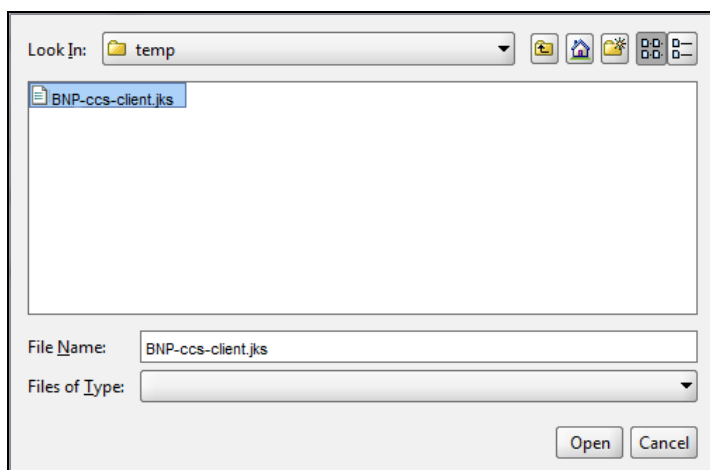 Look In: temp
BNP-ccs-client.jks
File Name: BNP-ccs-client.jks
Files of Type:
Open Cancel